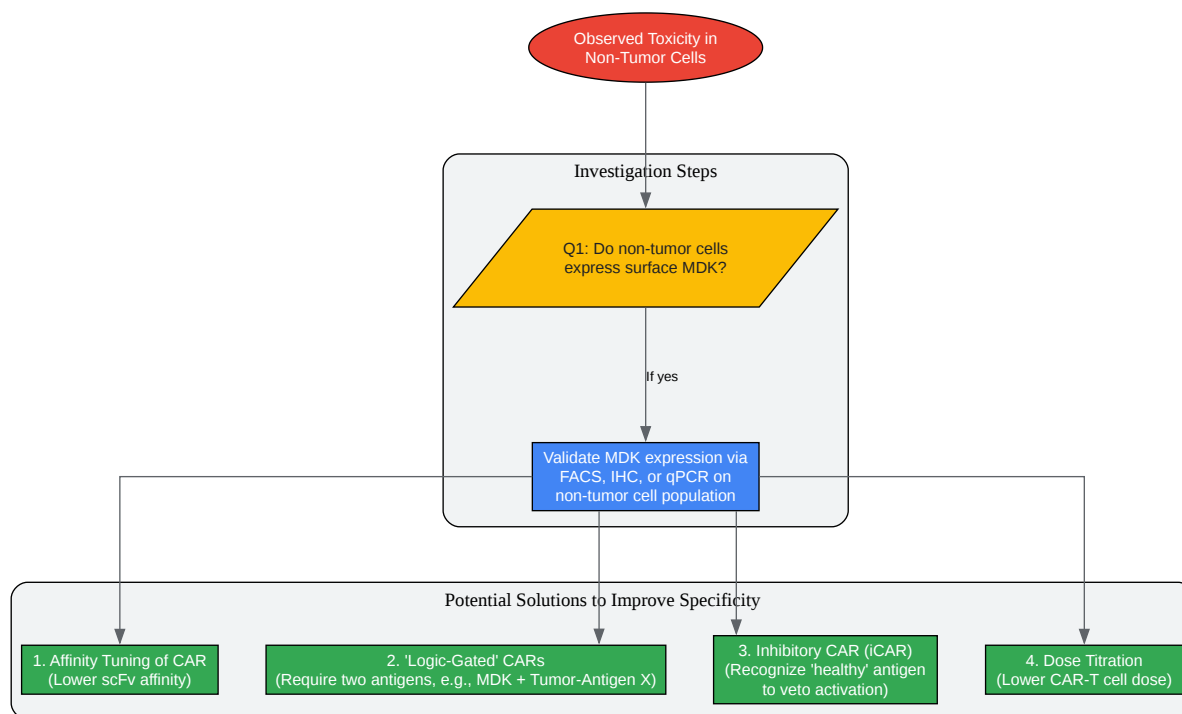 Observed Toxicity in
Non-Tumor Cells
Investigation Steps
Q1: Do non-tumor cells
express surface MDK?
If yes
Validate MDK expression via
FACS, IHC, or qPCR on
non-tumor cell population
Potential Solutions to Improve Specificity
1. Affinity Tuning of CAR
(Lower scFv affinity)
2. 'Logic-Gated' CARs
(Require two antigens, e.g., MDK + Tumor-Antigen X)
3. Inhibitory CAR (iCAR)
(Recognize 'healthy' antigen
to veto activation)
4. Dose Titration
(Lower CAR-T cell dose)